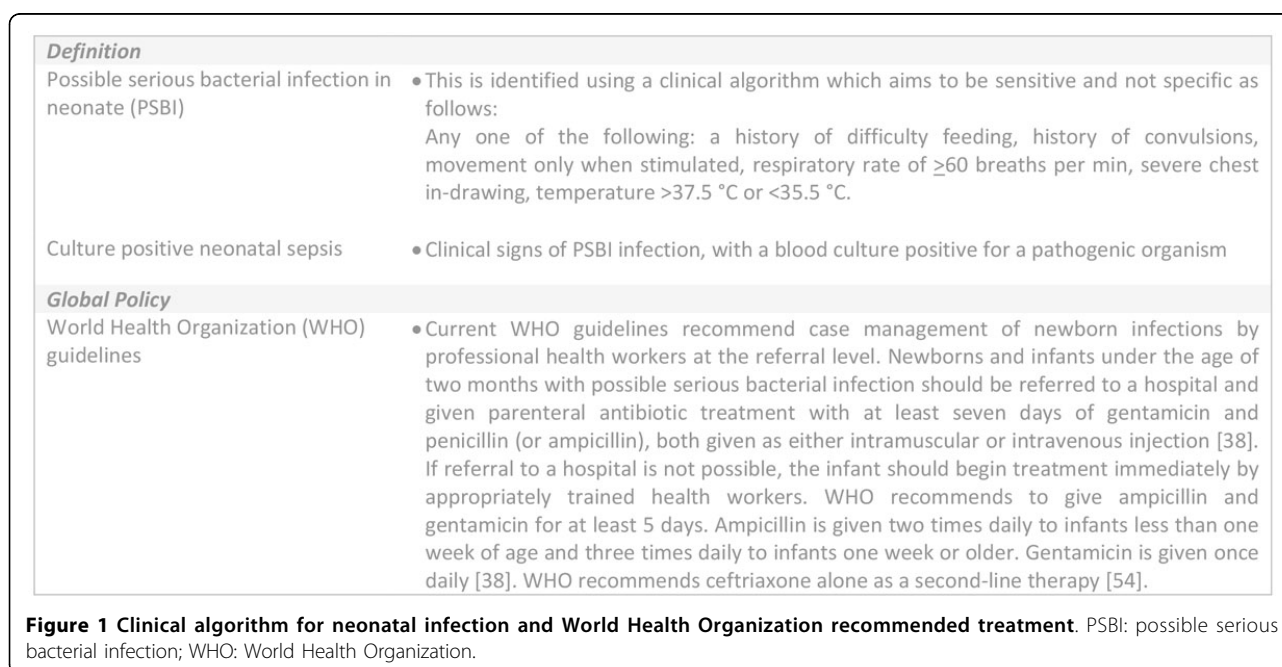 Definition
Possible serious bacterial infection in neonate (PSBI)
• This is identified using a clinical algorithm which aims to be sensitive and not specific as
follows:
Any one of the following: a history of difficulty feeding, history of convulsions,
movement only when stimulated, respiratory rate of ≥60 breaths per min, severe chest
in-drawing, temperature >37.5 °C or <35.5 °C.
Culture positive neonatal sepsis
• Clinical signs of PSBI infection, with a blood culture positive for a pathogenic organism
Global Policy
World Health Organization (WHO)
guidelines
• Current WHO guidelines recommend case management of newborn infections by
professional health workers at the referral level. Newborns and infants under the age of
two months with possible serious bacterial infection should be referred to a hospital and
given parenteral antibiotic treatment with at least seven days of gentamicin and
penicillin (or ampicillin), both given as either intramuscular or intravenous injection [38].
If referral to a hospital is not possible, the infant should begin treatment immediately by
appropriately trained health workers. WHO recommends to give ampicillin and
gentamicin for at least 5 days. Ampicillin is given two times daily to infants less than one
week of age and three times daily to infants one week or older. Gentamicin is given once
daily [38]. WHO recommends ceftriaxone alone as a second-line therapy [54].
Figure 1 Clinical algorithm for neonatal infection and World Health Organization recommended treatment. PSBI: possible serious
bacterial infection; WHO: World Health Organization.